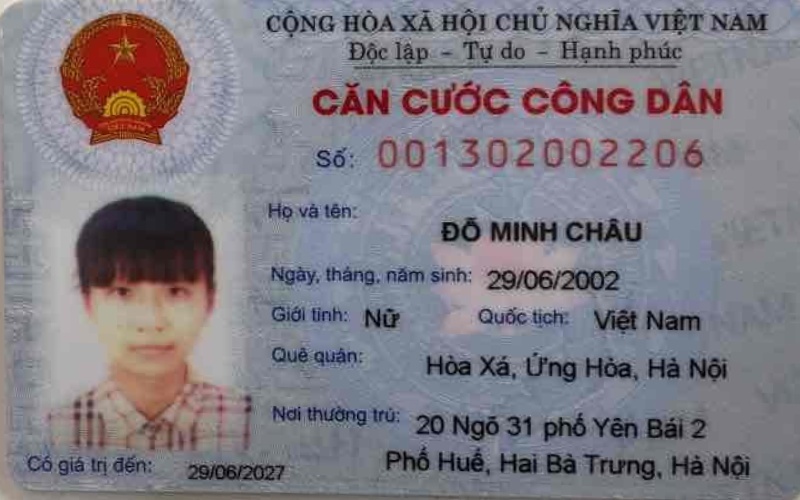 CỘNG HÒA XÃ HỘI CHỦ NGHĨA VIỆT NAM
Độc lập - Tự do - Hạnh phúc
CĂN CƯỚC CÔNG DÂN
Số: 001302002206
Họ và tên:
ĐỖ MINH CHÂU
Ngày, tháng, năm sinh: 29/06/2002
Giới tính: Nữ Quốc tịch: Việt Nam
Quê quán: Hòa Xá, Ứng Hòa, Hà Nội
Nơi thường trú: 20 Ngõ 31 phố Yên Bái 2
Phố Huế, Hai Bà Trưng, Hà Nội
Có giá trị đến: 29/06/2027
VIỆT NAM